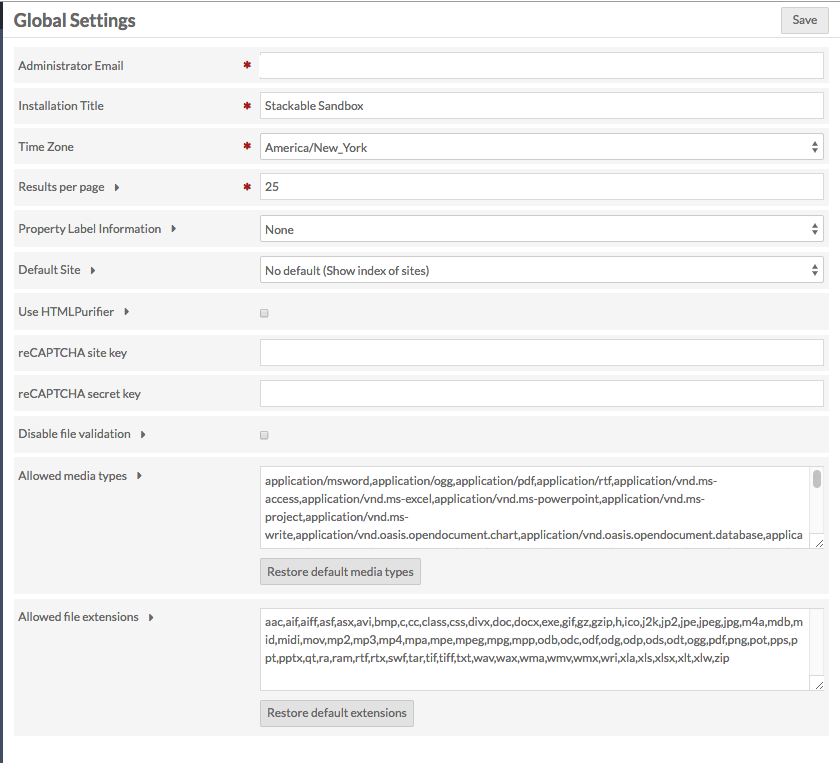 Global Settings
Save
Administrator Email *
Installation Title * Stackable Sandbox
Time Zone * America/New_York
Results per page * 25
Property Label Information None
Default Site No default (Show index of sites)
Use HTMLPurifier
reCAPTCHA site key
reCAPTCHA secret key
Disable file validation
Allowed media types
application/msword,application/ogg,application/pdf,application/rtf,application/vnd.ms-
access,application/vnd.ms-excel,application/vnd.ms-powerpoint,application/vnd.ms-
project,application/vnd.ms-
write,application/vnd.oasis.opendocument.chart,application/vnd.oasis.opendocument.database,applica
Restore default media types
Allowed file extensions
aac,aif,aiff,asf,asx,avi,bmp,c,cc,class,css,divx,doc,docx,exe,gif,gz,gzip,h,ico,j2k,jp2,jpe,jpeg,jpg,m4a,mdb,m
id,midi,mov,mp2,mp3,mp4,mpa,mpe,mpeg,mpg,mpp,odb,odc,odf,odg,odp,ods,odt,ogg,pdf,png,pot,pps,p
pt,pptx,qt,ra,ram,rtf,rtx,swf,tar,tif,tiff,txt,wav,wax,wma,wmv,wmx,wri,xla,xls,xlsx,xlt,xlw,zip
Restore default extensions